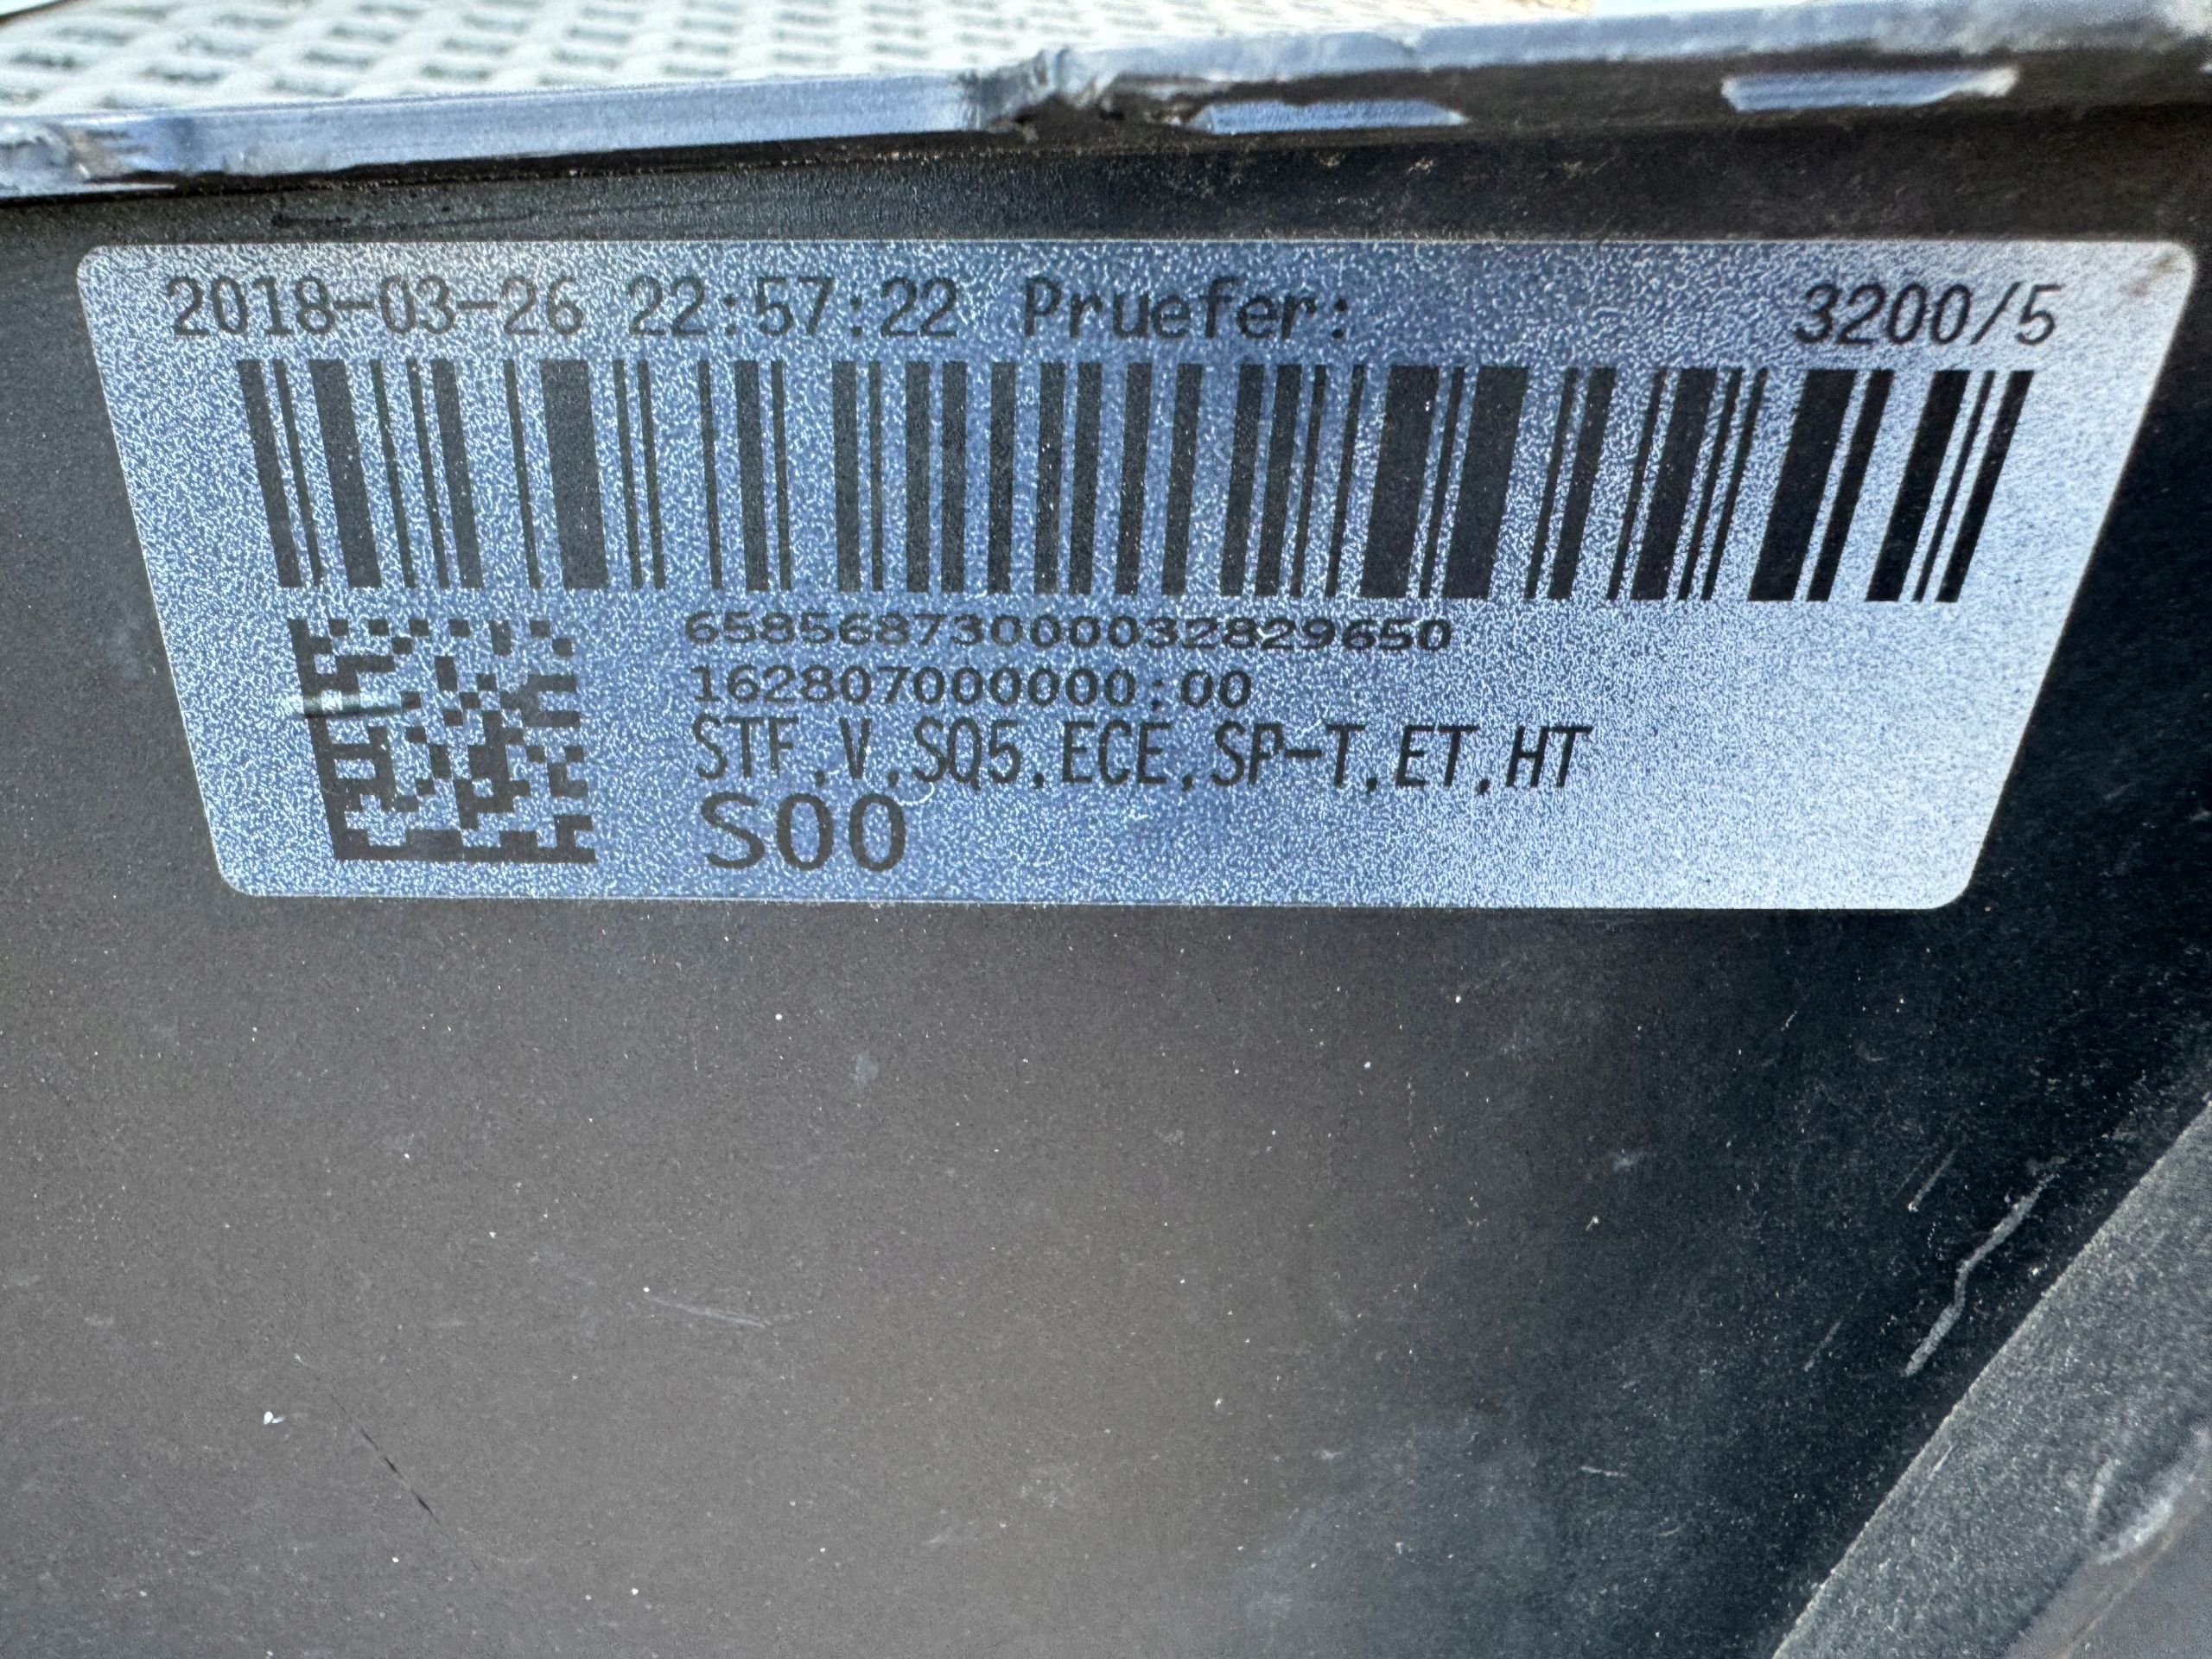 2018-03-26 22:57:22 Pruefer: 3200/5
65856873000032829650
162807000000:00
STF,V,SQ5,ECE,SP-T,ET,HT
S00